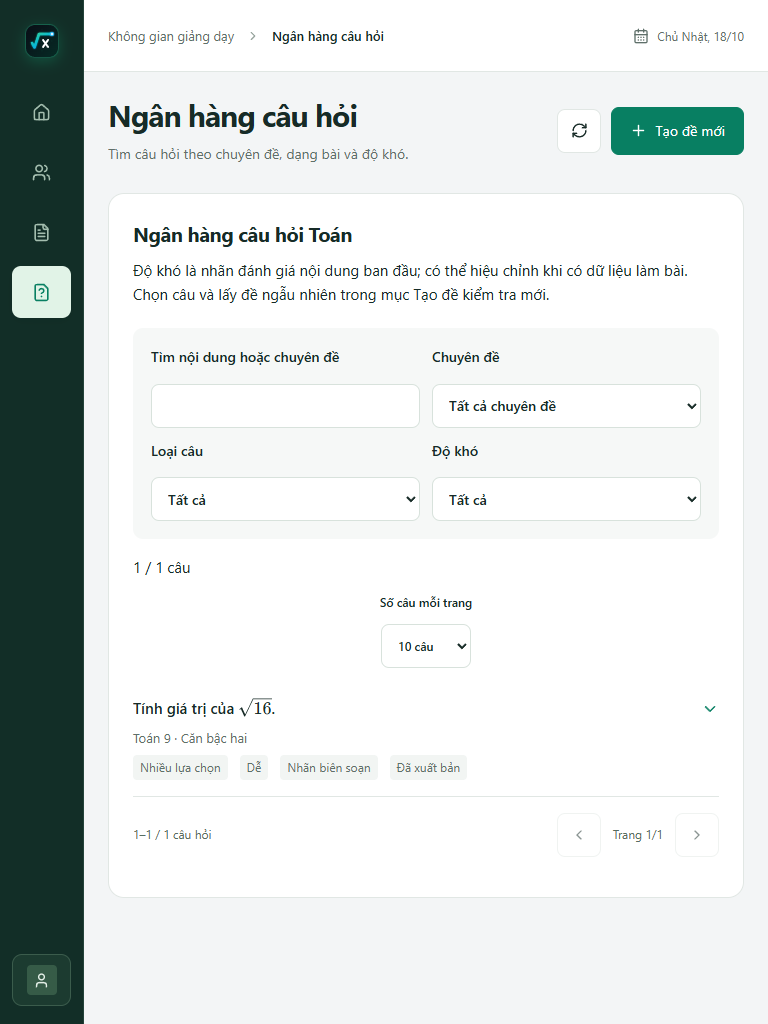 √x
Không gian giảng dạy > Ngân hàng câu hỏi
Chủ Nhật, 18/10
Ngân hàng câu hỏi
Tìm câu hỏi theo chuyên đề, dạng bài và độ khó.
+ Tạo đề mới
Ngân hàng câu hỏi Toán
Độ khó là nhãn đánh giá nội dung ban đầu; có thể hiệu chỉnh khi có dữ liệu làm bài.
Chọn câu và lấy đề ngẫu nhiên trong mục Tạo đề kiểm tra mới.
Tìm nội dung hoặc chuyên đề
Chuyên đề
Tất cả chuyên đề
Loại câu
Độ khó
Tất cả
Tất cả
1 / 1 câu
Số câu mỗi trang
10 câu
Tính giá trị của √16.
Toán 9 · Căn bậc hai
Nhiều lựa chọn Dễ Nhãn biên soạn Đã xuất bản
1–1 / 1 câu hỏi
Trang 1/1